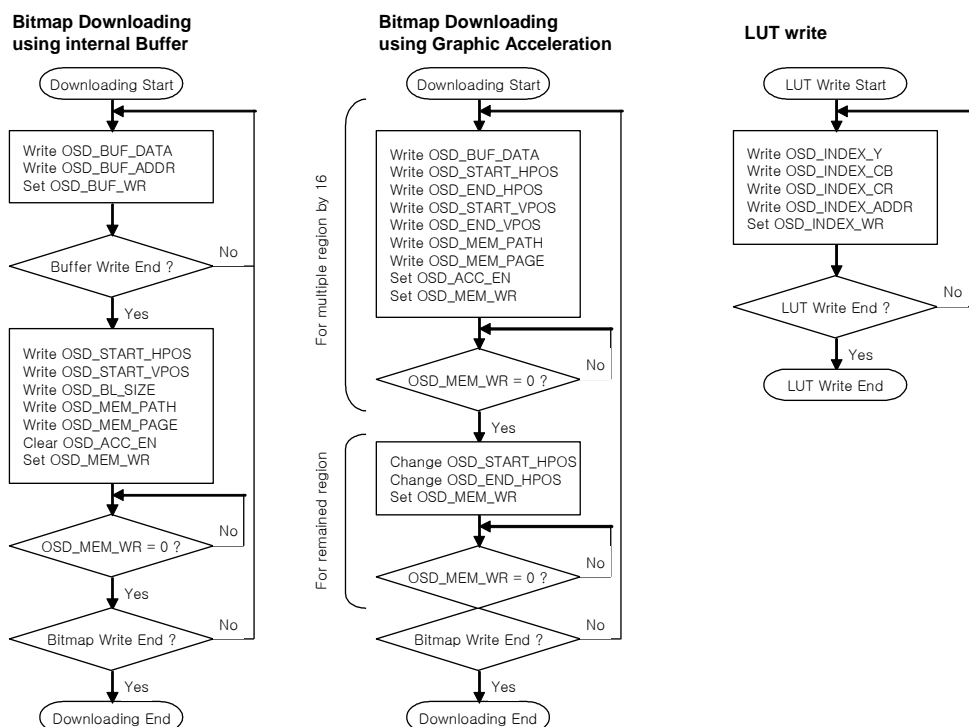 Bitmap Downloading
using internal Buffer
Downloading Start
Write OSD_BUF_DATA
Write OSD_BUF_ADDR
Set OSD_BUF_WR
No
Buffer Write End ?
Yes
Write OSD_START_HPOS
Write OSD_START_VPOS
Write OSD_BL_SIZE
Write OSD_MEM_PATH
Write OSD_MEM_PAGE
Clear OSD_ACC_EN
Set OSD_MEM_WR
No
OSD_MEM_WR = 0 ?
Yes
No
Bitmap Write End ?
Yes
Downloading End
Bitmap Downloading
using Graphic Acceleration
Downloading Start
For multiple region by 16
Write OSD_BUF_DATA
Write OSD_START_HPOS
Write OSD_END_HPOS
Write OSD_START_VPOS
Write OSD_END_VPOS
Write OSD_MEM_PATH
Write OSD_MEM_PAGE
Set OSD_ACC_EN
Set OSD_MEM_WR
No
OSD_MEM_WR = 0 ?
Yes
For remained region
Change OSD_START_HPOS
Change OSD_END_HPOS
Set OSD_MEM_WR
No
OSD_MEM_WR = 0 ?
No
Bitmap Write End ?
Yes
Downloading End
LUT write
LUT Write Start
Write OSD_INDEX_Y
Write OSD_INDEX_CB
Write OSD_INDEX_CR
Write OSD_INDEX_ADDR
Set OSD_INDEX_WR
No
LUT Write End ?
Yes
LUT Write End